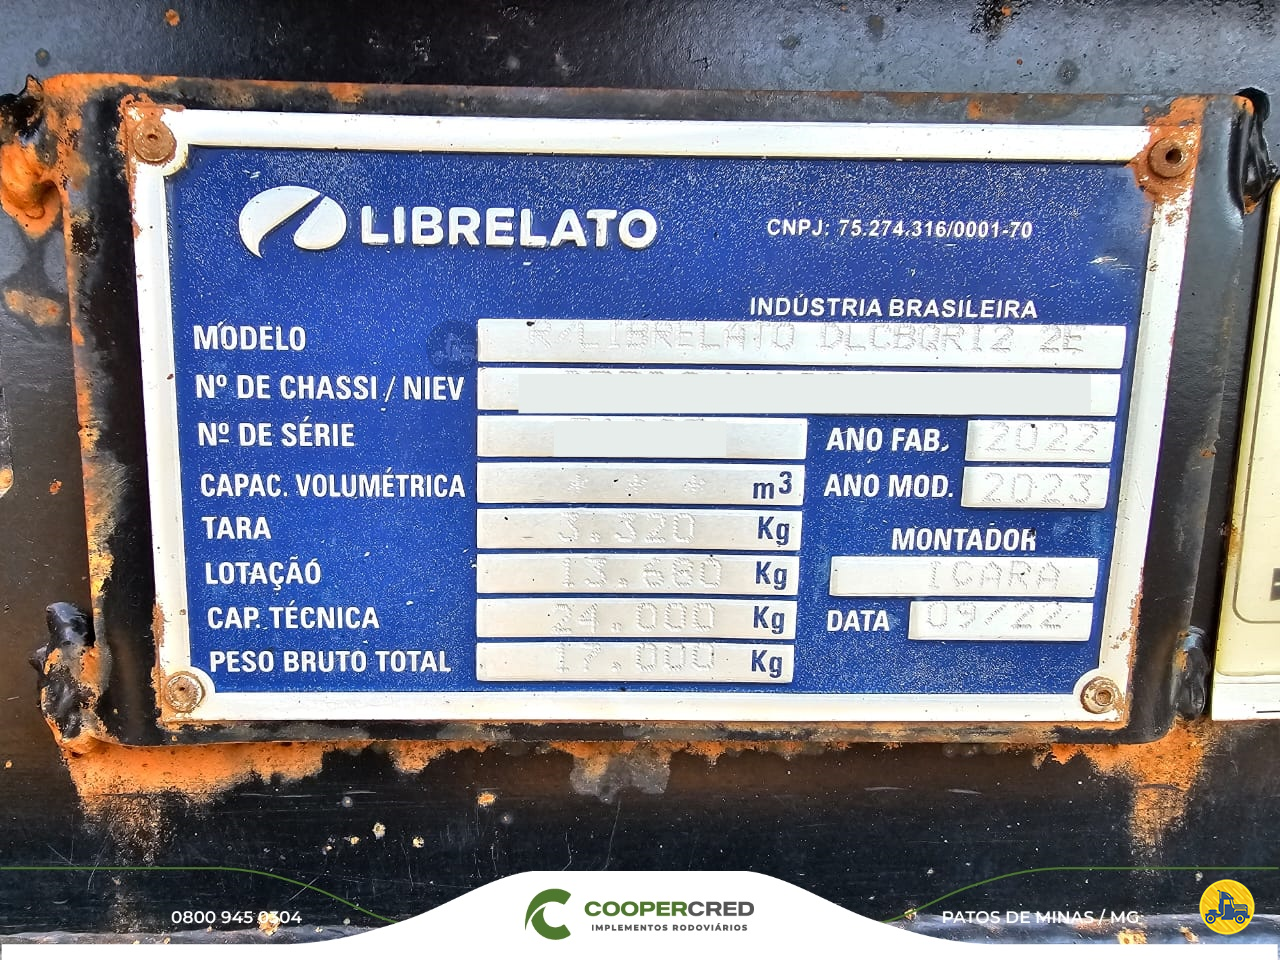 LIBRELATO
CNPJ: 75.274.316/0001-70
INDÚSTRIA BRASILEIRA
MODELO R/LIBRELATO DLCBQR12 2E
Nº DE CHASSI / NIEV
Nº DE SÉRIE
ANO FAB. 2022
CAPAC. VOLUMÉTRICA * * * m3
ANO MOD. 2023
TARA 3.320 Kg
MONTADOR
LOTAÇÃO 13.680 Kg
ICARA
CAP. TÉCNICA 24.000 Kg
DATA 09/22
PESO BRUTO TOTAL 17.000 Kg
0800 945 0304
COOPERCRED
IMPLEMENTOS RODOVIÁRIOS
PATOS DE MINAS / MG